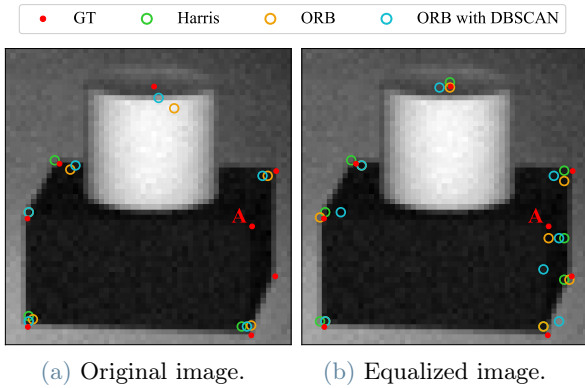 GT Harris ORB ORB with DBSCAN
A A
(a) Original image. (b) Equalized image.